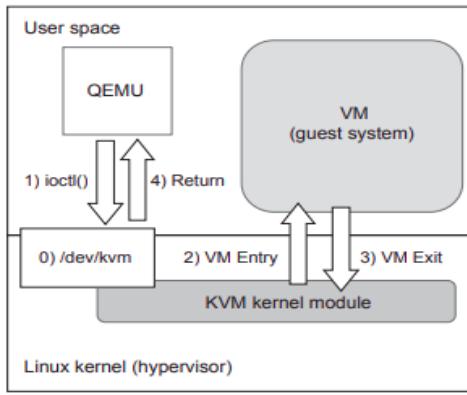 User space
QEMU
VM
(guest system)
1) ioctl()
4) Return
0) /dev/kvm
2) VM Entry
3) VM Exit
KVM kernel module
Linux kernel (hypervisor)